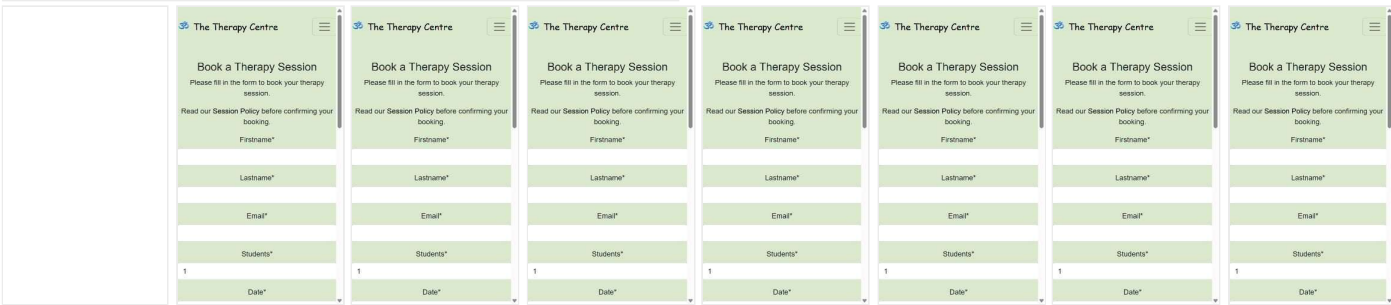 ॐ The Therapy Centre
Book a Therapy Session
Please fill in the form to book your therapy
session.
Read our Session Policy before confirming your
booking.
Firstname*
Lastname*
Email*
Students*
1
Date*
ॐ The Therapy Centre
Book a Therapy Session
Please fill in the form to book your therapy
session.
Read our Session Policy before confirming your
booking.
Firstname*
Lastname*
Email*
Students*
1
Date*
ॐ The Therapy Centre
Book a Therapy Session
Please fill in the form to book your therapy
session.
Read our Session Policy before confirming your
booking.
Firstname*
Lastname*
Email*
Students*
1
Date*
ॐ The Therapy Centre
Book a Therapy Session
Please fill in the form to book your therapy
session.
Read our Session Policy before confirming your
booking.
Firstname*
Lastname*
Email*
Students*
1
Date*
ॐ The Therapy Centre
Book a Therapy Session
Please fill in the form to book your therapy
session.
Read our Session Policy before confirming your
booking.
Firstname*
Lastname*
Email*
Students*
1
Date*
ॐ The Therapy Centre
Book a Therapy Session
Please fill in the form to book your therapy
session.
Read our Session Policy before confirming your
booking.
Firstname*
Lastname*
Email*
Students*
1
Date*
ॐ The Therapy Centre
Book a Therapy Session
Please fill in the form to book your therapy
session.
Read our Session Policy before confirming your
booking.
Firstname*
Lastname*
Email*
Students*
1
Date*